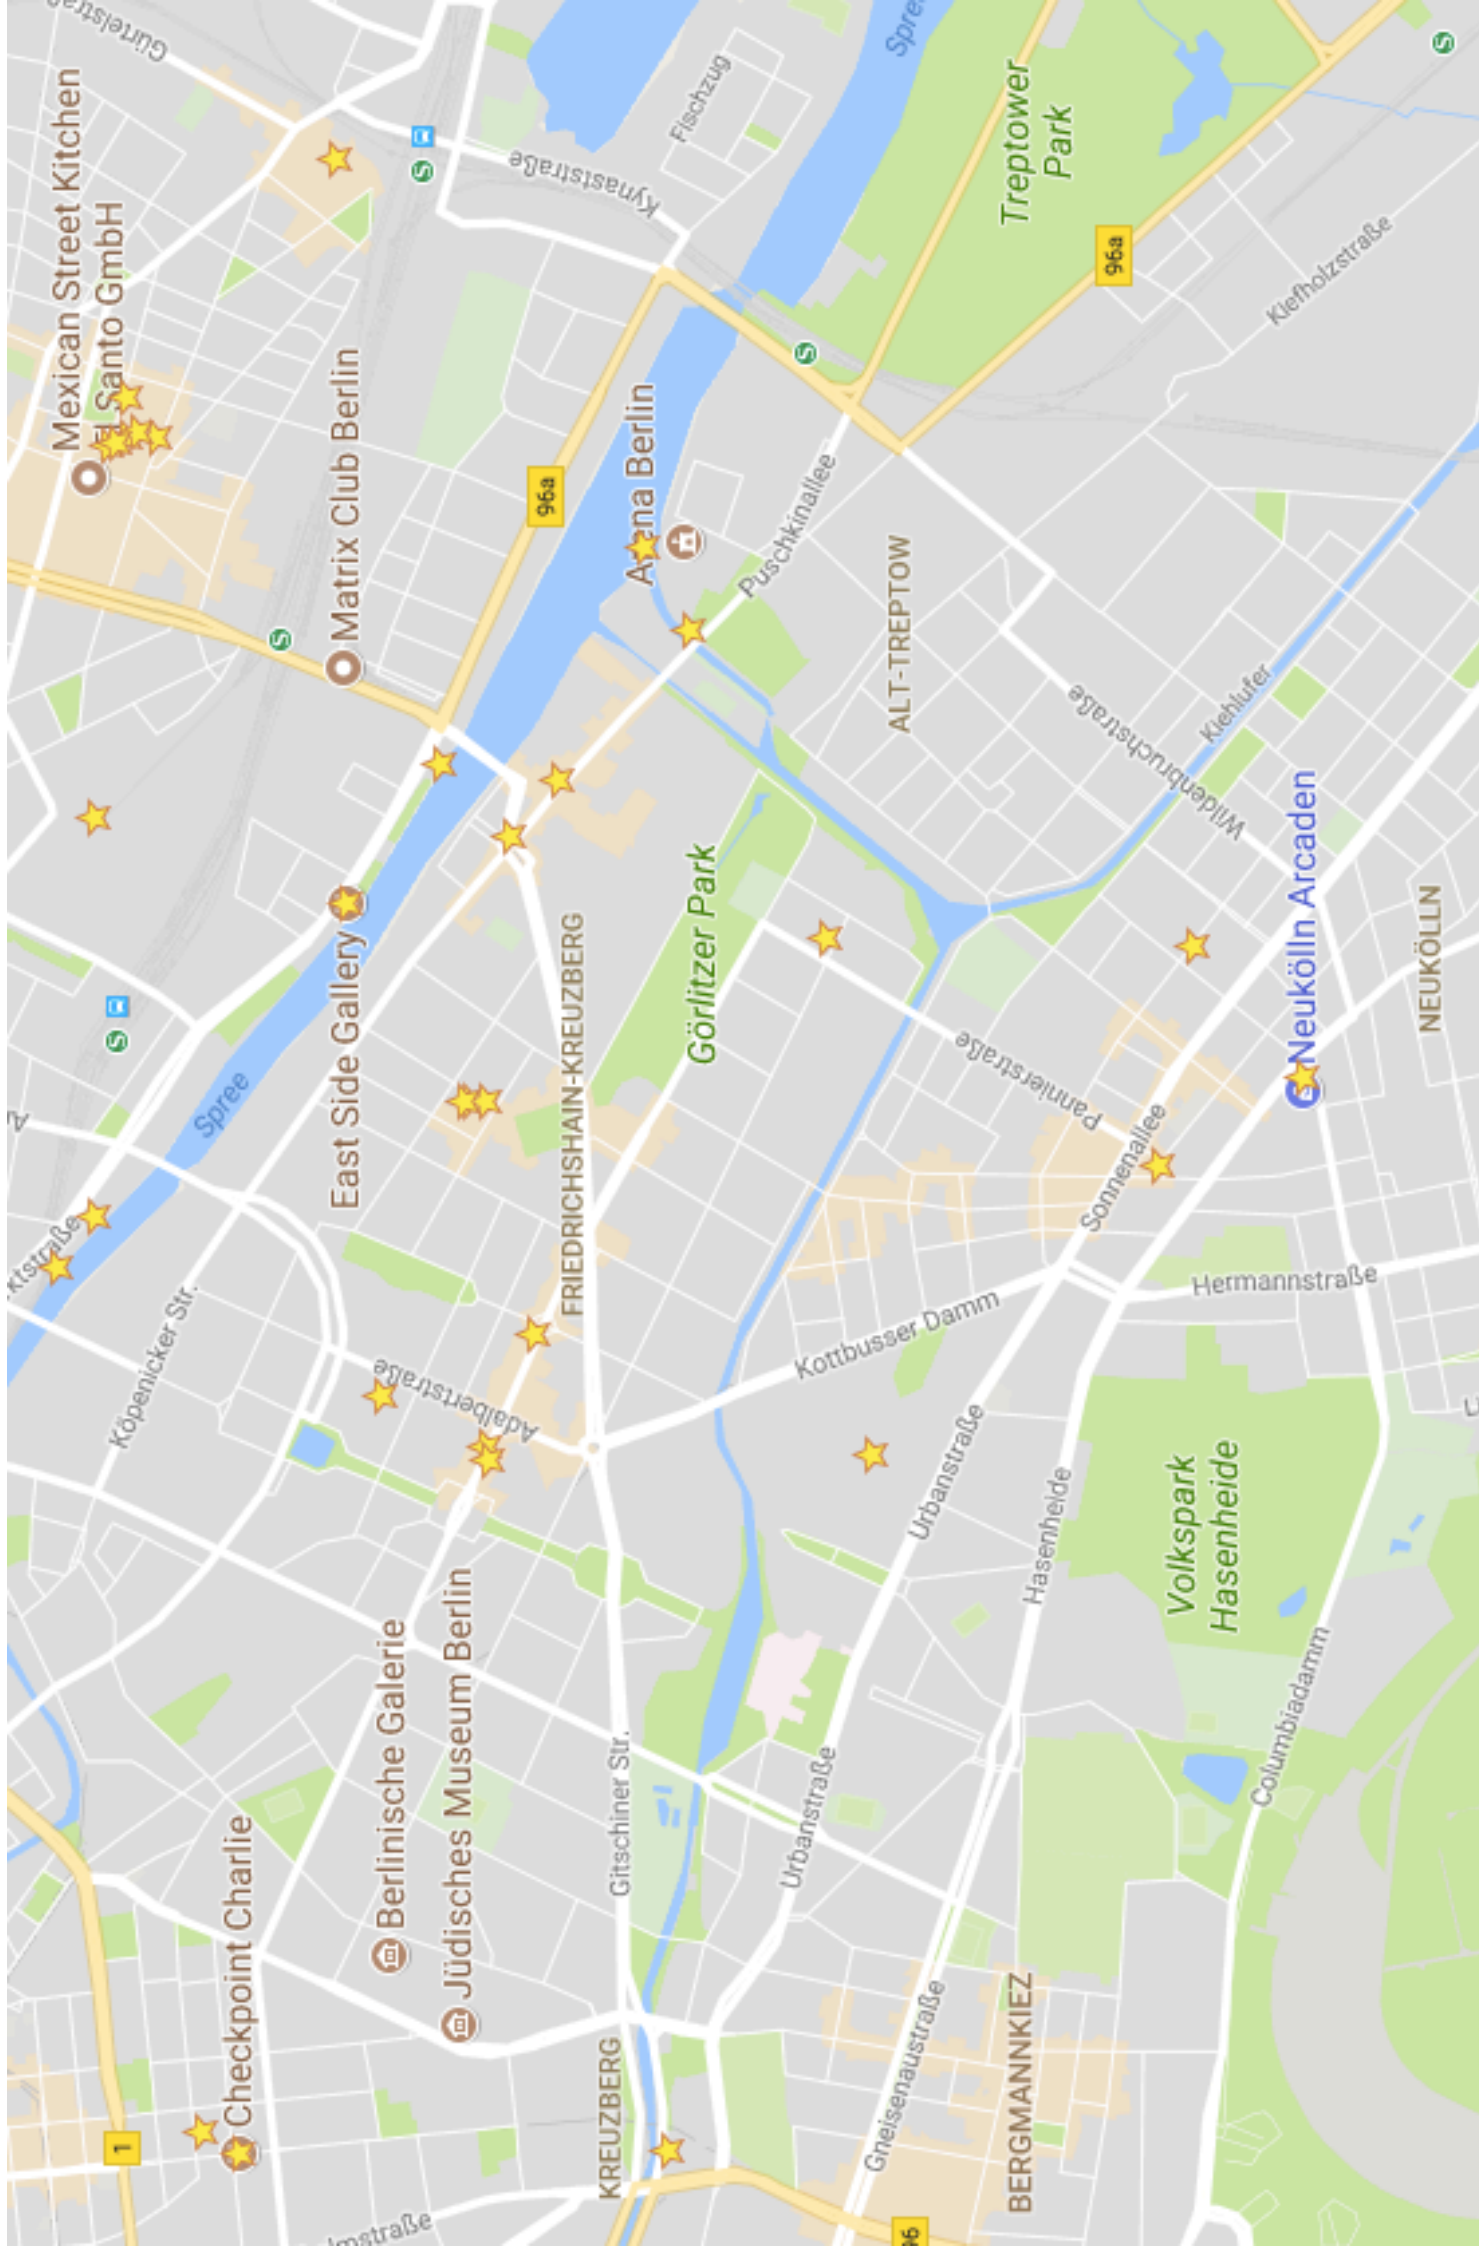 Gürtelstraße
Mexican Street Kitchen
El Santo GmbH
Matrix Club Berlin
Fischzug
Kynaststraße
Spree
Treptower
Park
96a
Kiefholzstraße
96a
Arena Berlin
Puschkinallee
ALT-TREPTOW
Wildenbruchstraße
Kiehlufer
Neukölln Arcaden
NEUKÖLLN
East Side Gallery
Spree
Görlitzer Park
FRIEDRICHSHAIN-KREUZBERG
Pannierstraße
Sonnenallee
Hermannstraße
Kottbusser Damm
Köpenicker Str.
Adalbertstraße
Urbanstraße
Hasenheide
Volkspark
Hasenheide
Columbiadamm
Berlinische Galerie
Jüdisches Museum Berlin
Gitschiner Str.
Urbanstraße
Checkpoint Charlie
1
KREUZBERG
Gneisenaustraße
BERGMANNKIEZ
96